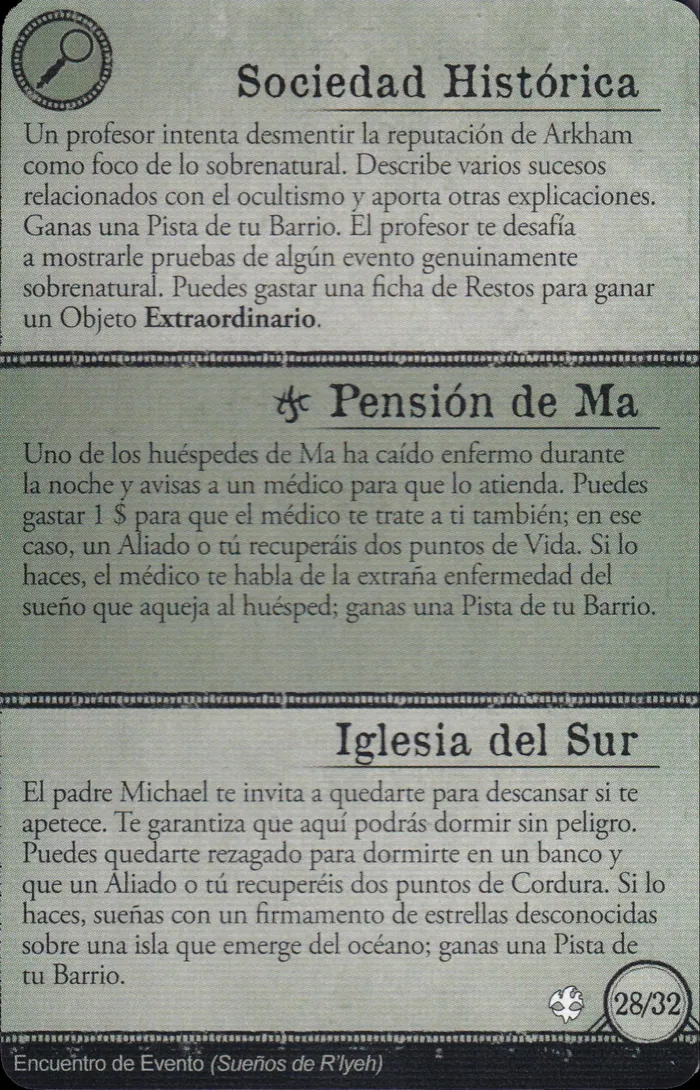 Sociedad Histórica
Un profesor intenta desmentir la reputación de Arkham
como foco de lo sobrenatural. Describe varios sucesos
relacionados con el ocultismo y aporta otras explicaciones.
Ganas una Pista de tu Barrio. El profesor te desafía
a mostrarle pruebas de algún evento genuinamente
sobrenatural. Puedes gastar una ficha de Restos para ganar
un Objeto Extraordinario.
Pensión de Ma
Uno de los huéspedes de Ma ha caído enfermo durante
la noche y avisas a un médico para que lo atienda. Puedes
gastar 1 $ para que el médico te trate a ti también; en ese
caso, un Aliado o tú recuperáis dos puntos de Vida. Si lo
haces, el médico te habla de la extraña enfermedad del
sueño que aqueja al huésped; ganas una Pista de tu Barrio.
Iglesia del Sur
El padre Michael te invita a quedarte para descansar si te
apetece. Te garantiza que aquí podrás dormir sin peligro.
Puedes quedarte rezagado para dormirte en un banco y
que un Aliado o tú recuperéis dos puntos de Cordura. Si lo
haces, sueñas con un firmamento de estrellas desconocidas
sobre una isla que emerge del océano; ganas una Pista de
tu Barrio.
28/32
Encuentro de Evento (Sueños de R'lyeh)